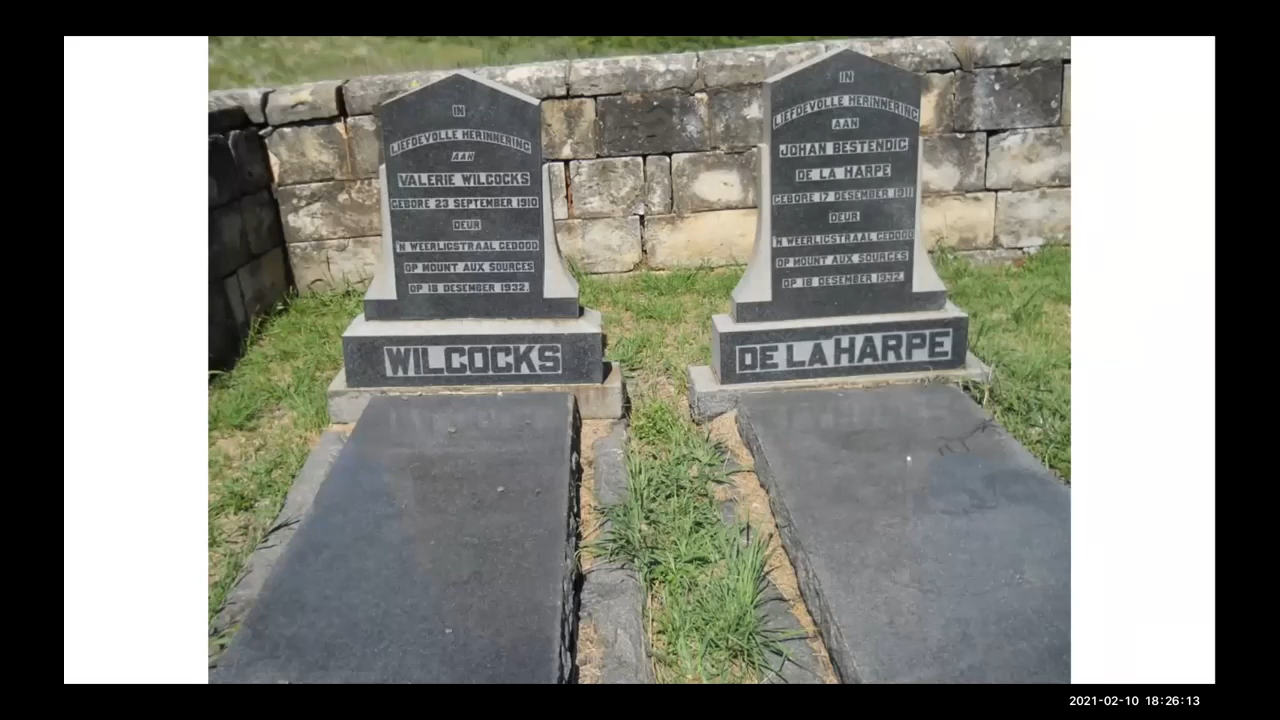 IN
LIEFDEVOLLE HERINNERING
AAN
VALERIE WILCOCKS
GEBORE 23 SEPTEMBER 1910
DEUR
'N WEERLIGSTRAAL GEDOOD
OP MOUNT AUX SOURCES
OP 18 DESEMBER 1932.
WILCOCKS
IN
LIEFDEVOLLE HERINNERING
AAN
JOHAN BESTENDIG
DE LA HARPE
GEBORE 17 DESEMBER 1911
DEUR
'N WEERLIGSTRAAL GEDOOD
OP MOUNT AUX SOURCES
OP 18 DESEMBER 1932.
DE LA HARPE
2021-02-10 18:26:13